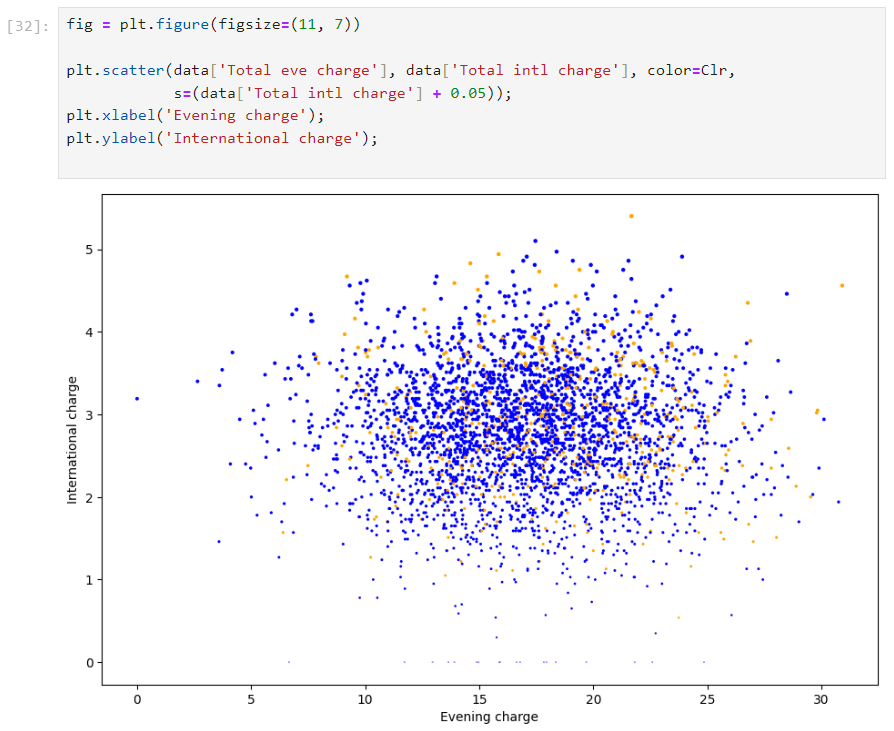 [32]:
fig = plt.figure(figsize=(11, 7))
plt.scatter(data['Total eve charge'], data['Total intl charge'], color=Clr,
s=(data['Total intl charge'] + 0.05));
plt.xlabel('Evening charge');
plt.ylabel('International charge');
5
4
3
2
1
0
International charge
0 5 10 15 20 25 30
Evening charge